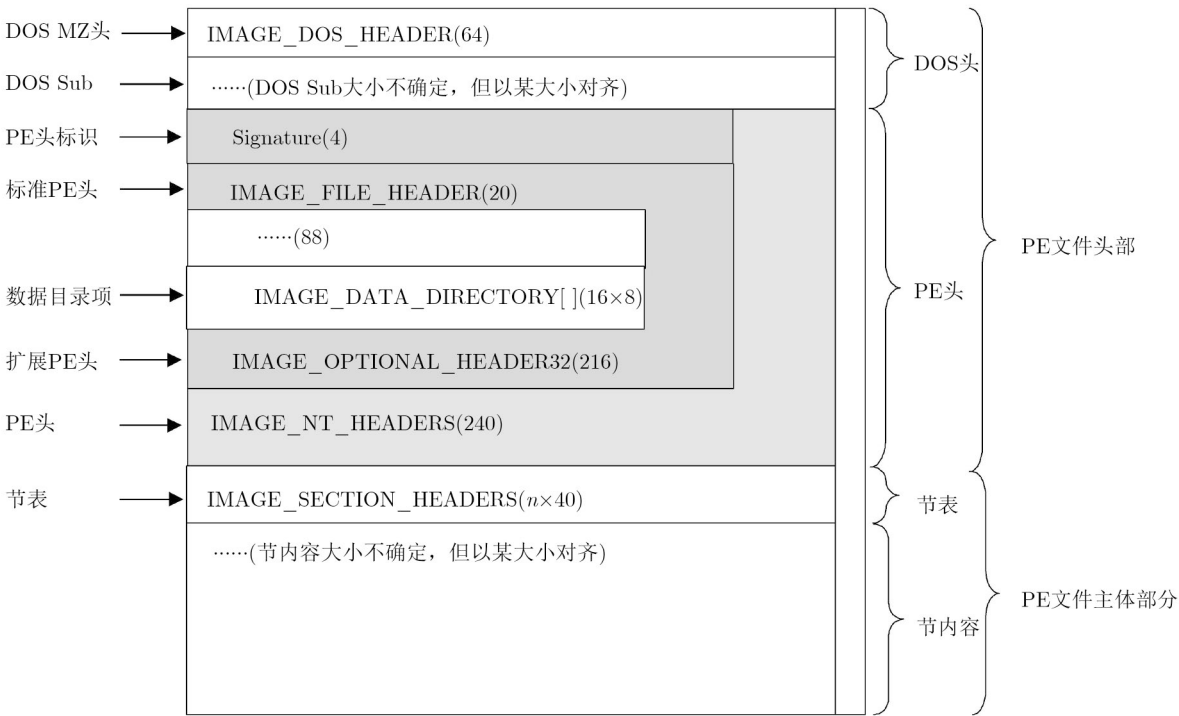 DOS MZ头
IMAGE_DOS_HEADER(64)
DOS Sub
······(DOS Sub大小不确定，但以某大小对齐)
DOS头
PE头标识
Signature(4)
标准PE头
IMAGE_FILE_HEADER(20)
······(88)
PE文件头部
数据目录项
IMAGE_DATA_DIRECTORY[ ](16×8)
PE头
扩展PE头
IMAGE_OPTIONAL_HEADER32(216)
PE头
IMAGE_NT_HEADERS(240)
节表
IMAGE_SECTION_HEADERS(n×40)
节表
······(节内容大小不确定，但以某大小对齐)
PE文件主体部分
节内容